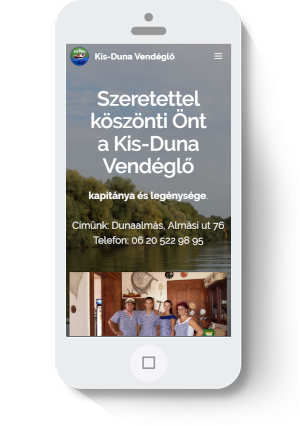 Kis-Duna Vendéglő
Szeretettel
köszönti Önt
a Kis-Duna
Vendéglő
kapitánya és legénysége.
Címünk: Dunaalmás, Almási ut 76
Telefon: 06 20 522 98 95